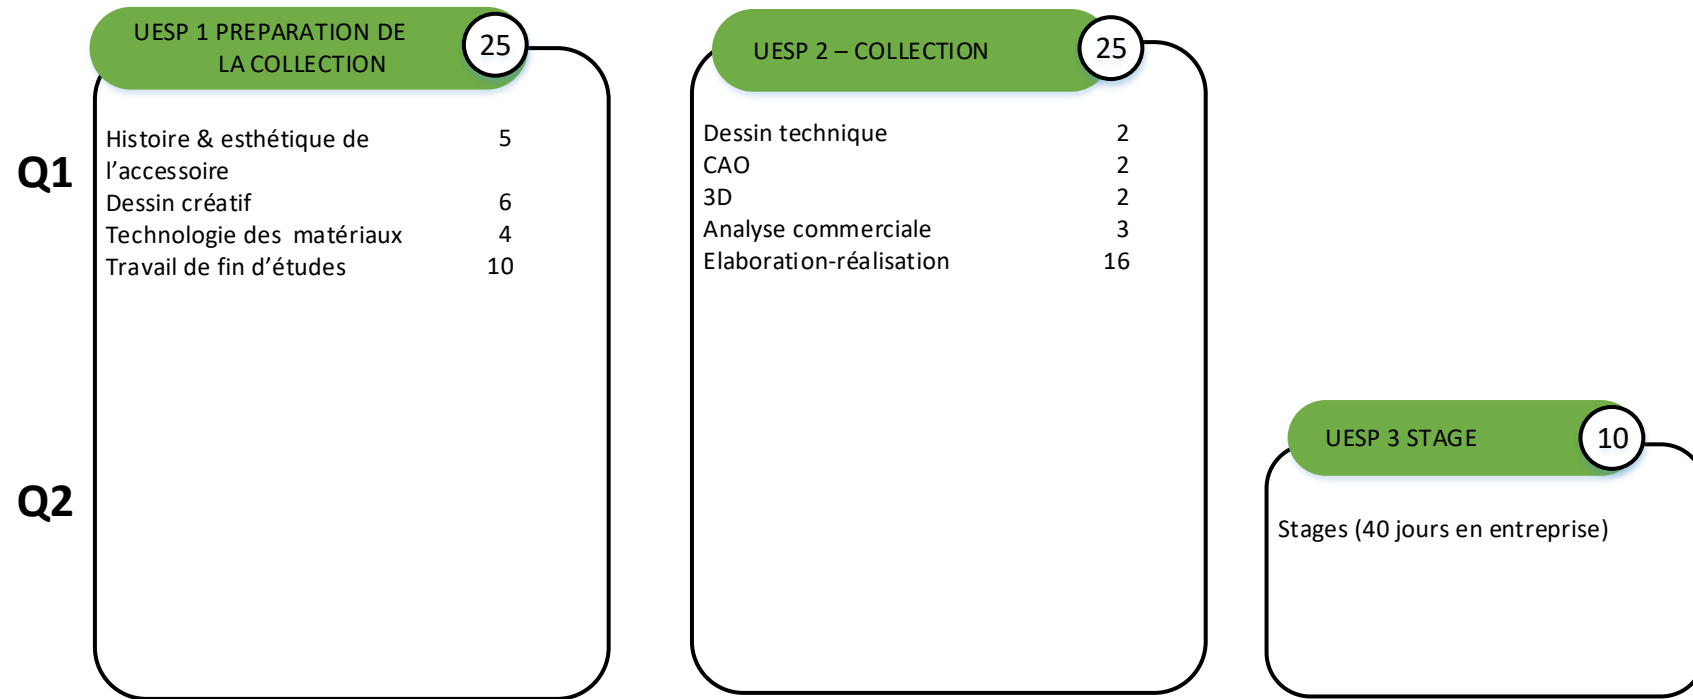 UESP 1 PREPARATION DE
LA COLLECTION
25
Q1
Histoire & esthétique de 5
l’accessoire
Dessin créatif 6
Technologie des matériaux 4
Travail de fin d’études 10
UESP 2 – COLLECTION
25
Dessin technique 2
CAO 2
3D 2
Analyse commerciale 3
Elaboration-réalisation 16
Q2
UESP 3 STAGE
10
Stages (40 jours en entreprise)